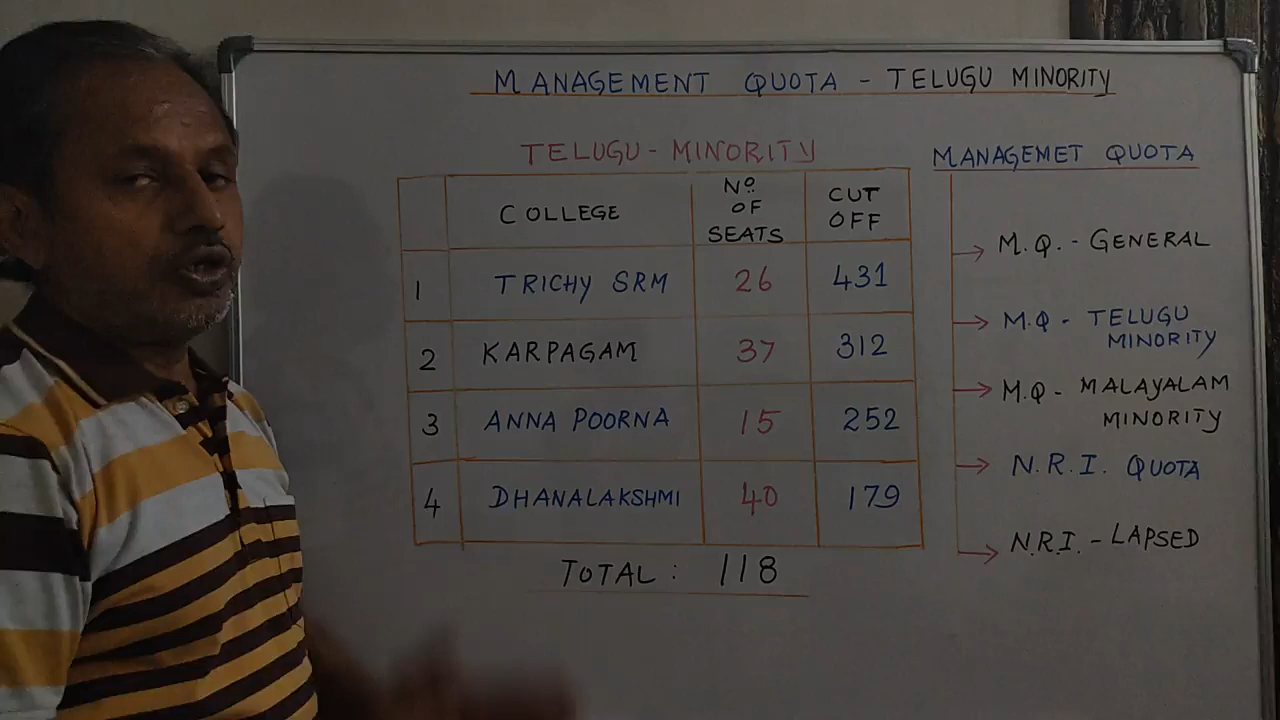 MANAGEMENT QUOTA - TELUGU MINORITY
TELUGU - MINORITY
COLLEGE
Nº
OF
SEATS
CUT
OFF
1 TRICHY SRM 26 431
2 KARPAGAM 37 312
3 ANNA POORNA 15 252
4 DHANALAKSHMI 40 179
TOTAL : 118
MANAGEMET QUOTA
M.Q. - GENERAL
M.Q - TELUGU
MINORITY
M.Q - MALAYALAM
MINORITY
N.R.I. QUOTA
N.R.I. - LAPSED